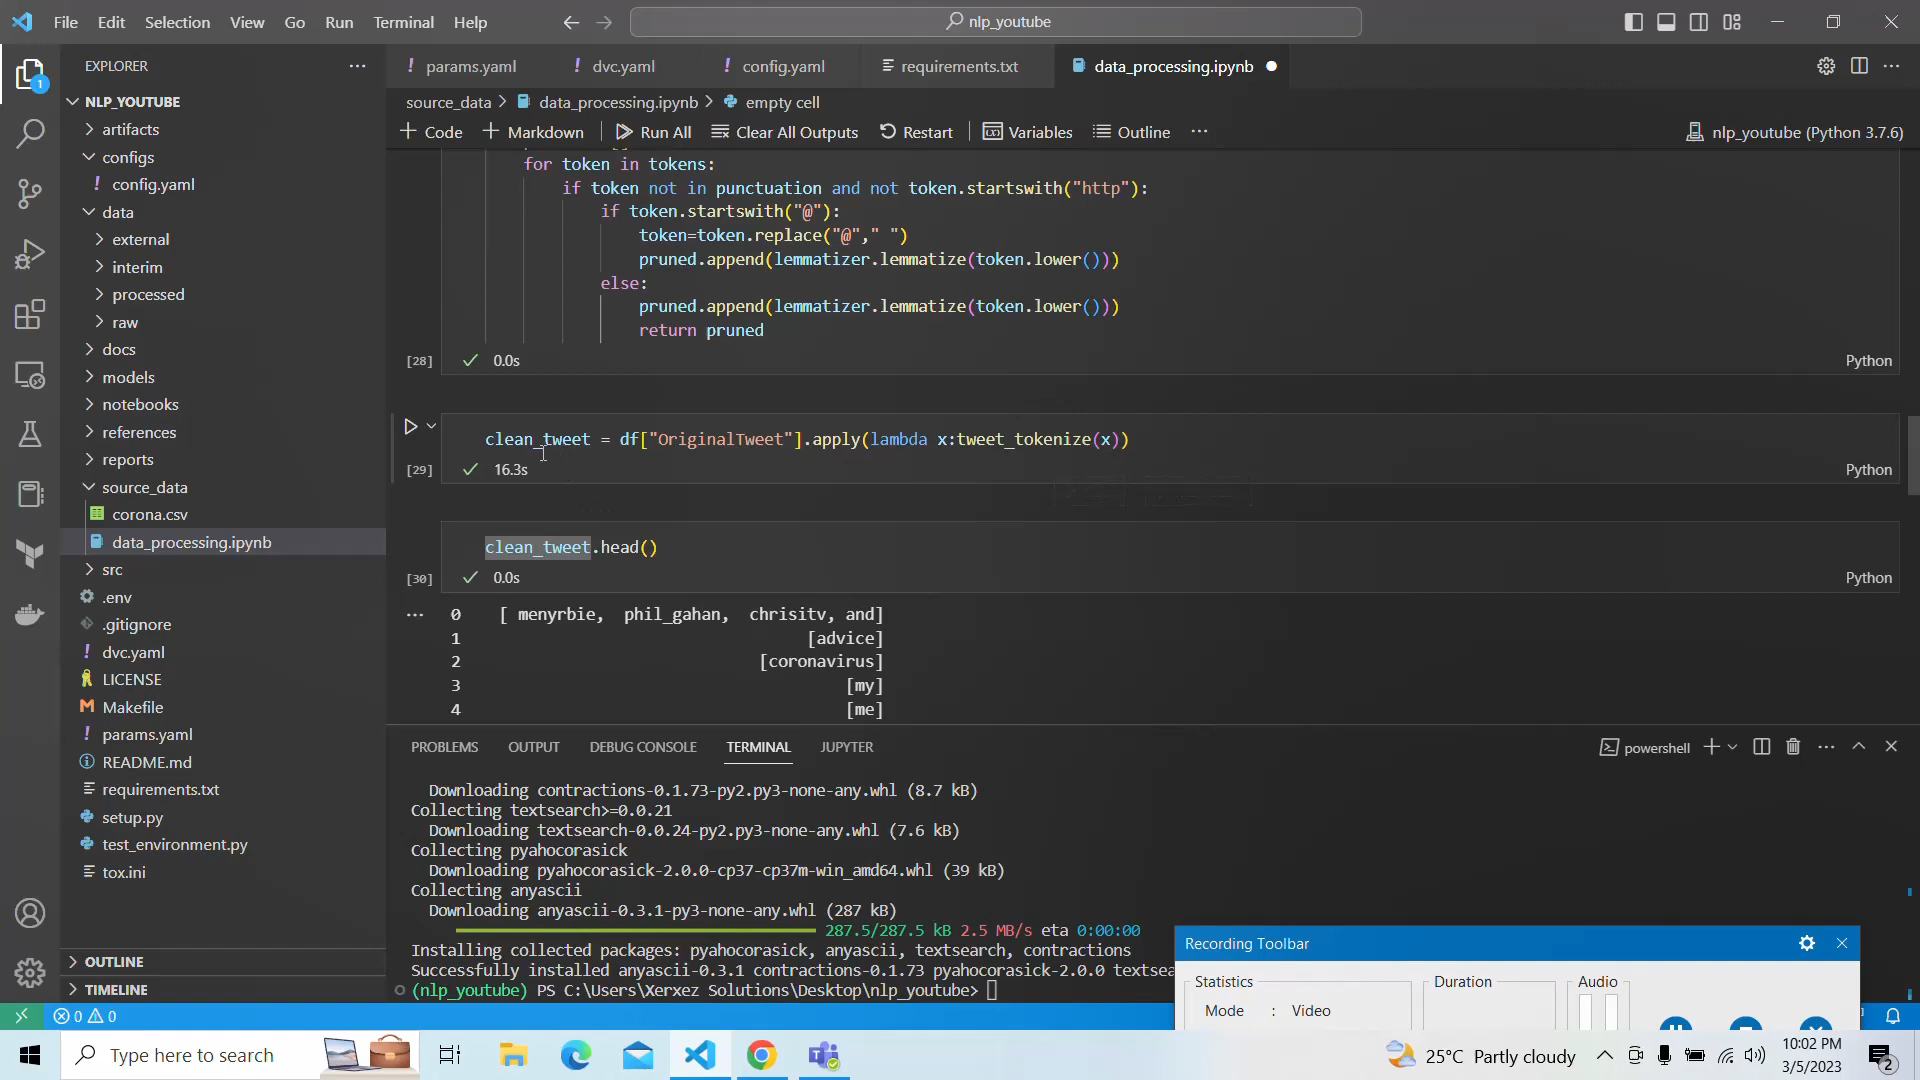 File Edit Selection View Go Run Terminal Help
nlp_youtube
EXPLORER
params.yaml
dvc.yaml
config.yaml
requirements.txt
data_processing.ipynb
source_data > data_processing.ipynb > empty cell
+ Code + Markdown Run All Clear All Outputs Restart Variables Outline ...
nlp_youtube (Python 3.7.6)
NLP_YOUTUBE
artifacts
configs
config.yaml
data
external
interim
processed
raw
docs
models
notebooks
references
reports
source_data
corona.csv
data_processing.ipynb
src
.env
.gitignore
dvc.yaml
LICENSE
Makefile
params.yaml
README.md
requirements.txt
setup.py
test_environment.py
tox.ini
OUTLINE
TIMELINE
for token in tokens:
if token not in punctuation and not token.startswith("http"):
if token.startswith("@"):
token=token.replace("@"," ")
pruned.append(lemmatizer.lemmatize(token.lower()))
else:
pruned.append(lemmatizer.lemmatize(token.lower()))
return pruned
[28] 0.0s Python
clean_tweet = df["OriginalTweet"].apply(lambda x:tweet_tokenize(x))
[29] 16.3s Python
clean_tweet.head()
[30] 0.0s Python
0 [ menyrbie, phil_gahan, chrisitv, and]
1 [advice]
2 [coronavirus]
3 [my]
4 [me]
PROBLEMS OUTPUT DEBUG CONSOLE TERMINAL JUPYTER
powershell
Downloading contractions-0.1.73-py2.py3-none-any.whl (8.7 kB)
Collecting textsearch>=0.0.21
Downloading textsearch-0.0.24-py2.py3-none-any.whl (7.6 kB)
Collecting pyahocorasick
Downloading pyahocorasick-2.0.0-cp37-cp37m-win_amd64.whl (39 kB)
Collecting anyascii
Downloading anyascii-0.3.1-py3-none-any.whl (287 kB)
287.5/287.5 kB 2.5 MB/s eta 0:00:00
Installing collected packages: pyahocorasick, anyascii, textsearch, contractions
Successfully installed anyascii-0.3.1 contractions-0.1.73 pyahocorasick-2.0.0 textsea
(nlp_youtube) PS C:\Users\Xerxez Solutions\Desktop\nlp_youtube>
Recording Toolbar
Statistics
Duration
Audio
Mode : Video
0 0
1
Type here to search
25°C Partly cloudy
10:02 PM
3/5/2023
2